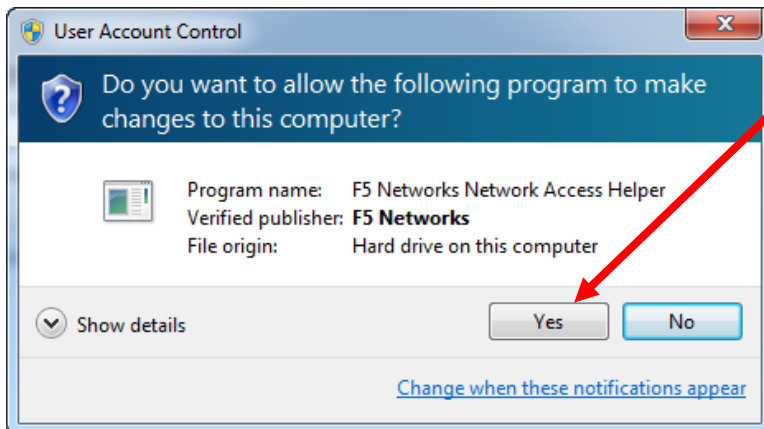 User Account Control
Do you want to allow the following program to make
changes to this computer?
Program name: F5 Networks Network Access Helper
Verified publisher: F5 Networks
File origin: Hard drive on this computer
Show details
Yes
No
Change when these notifications appear